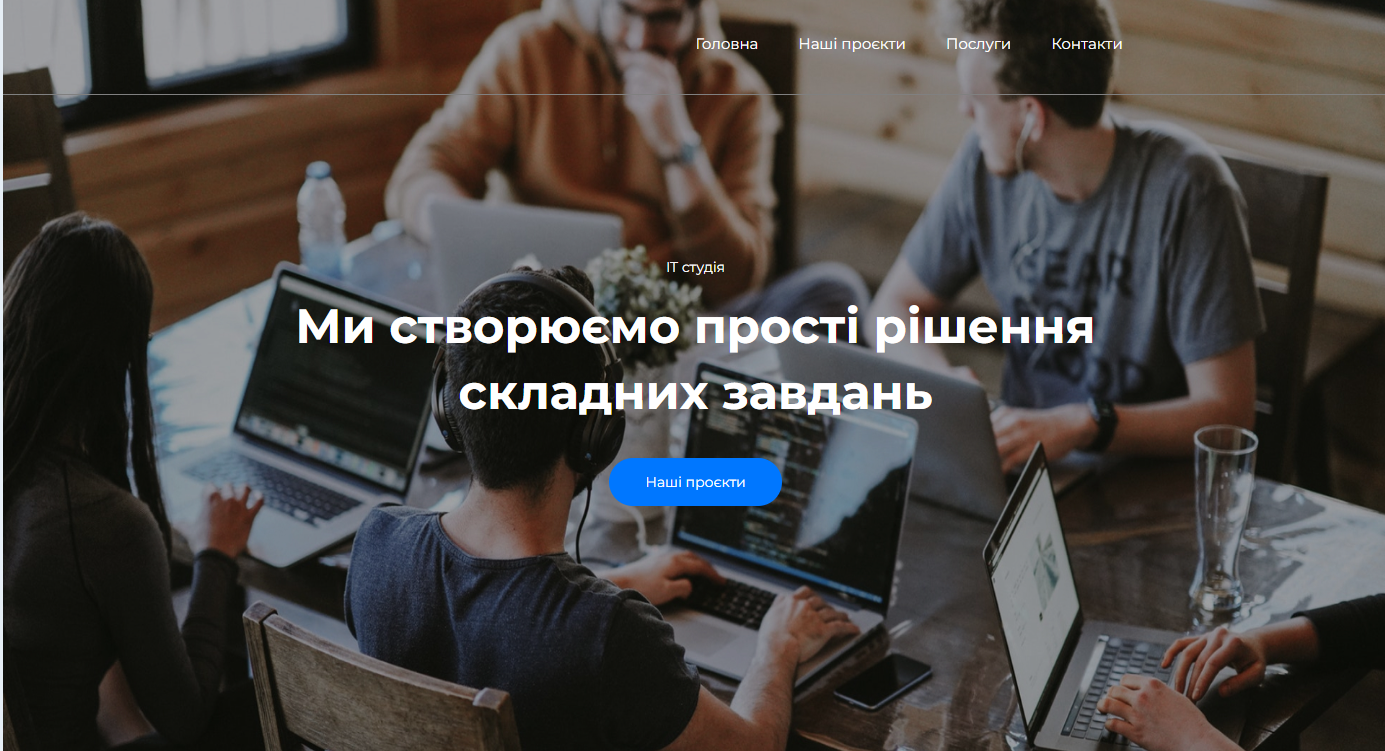 Головна Наші проєкти Послуги Контакти
IT студія
Ми створюємо прості рішення
складних завдань
Наші проєкти